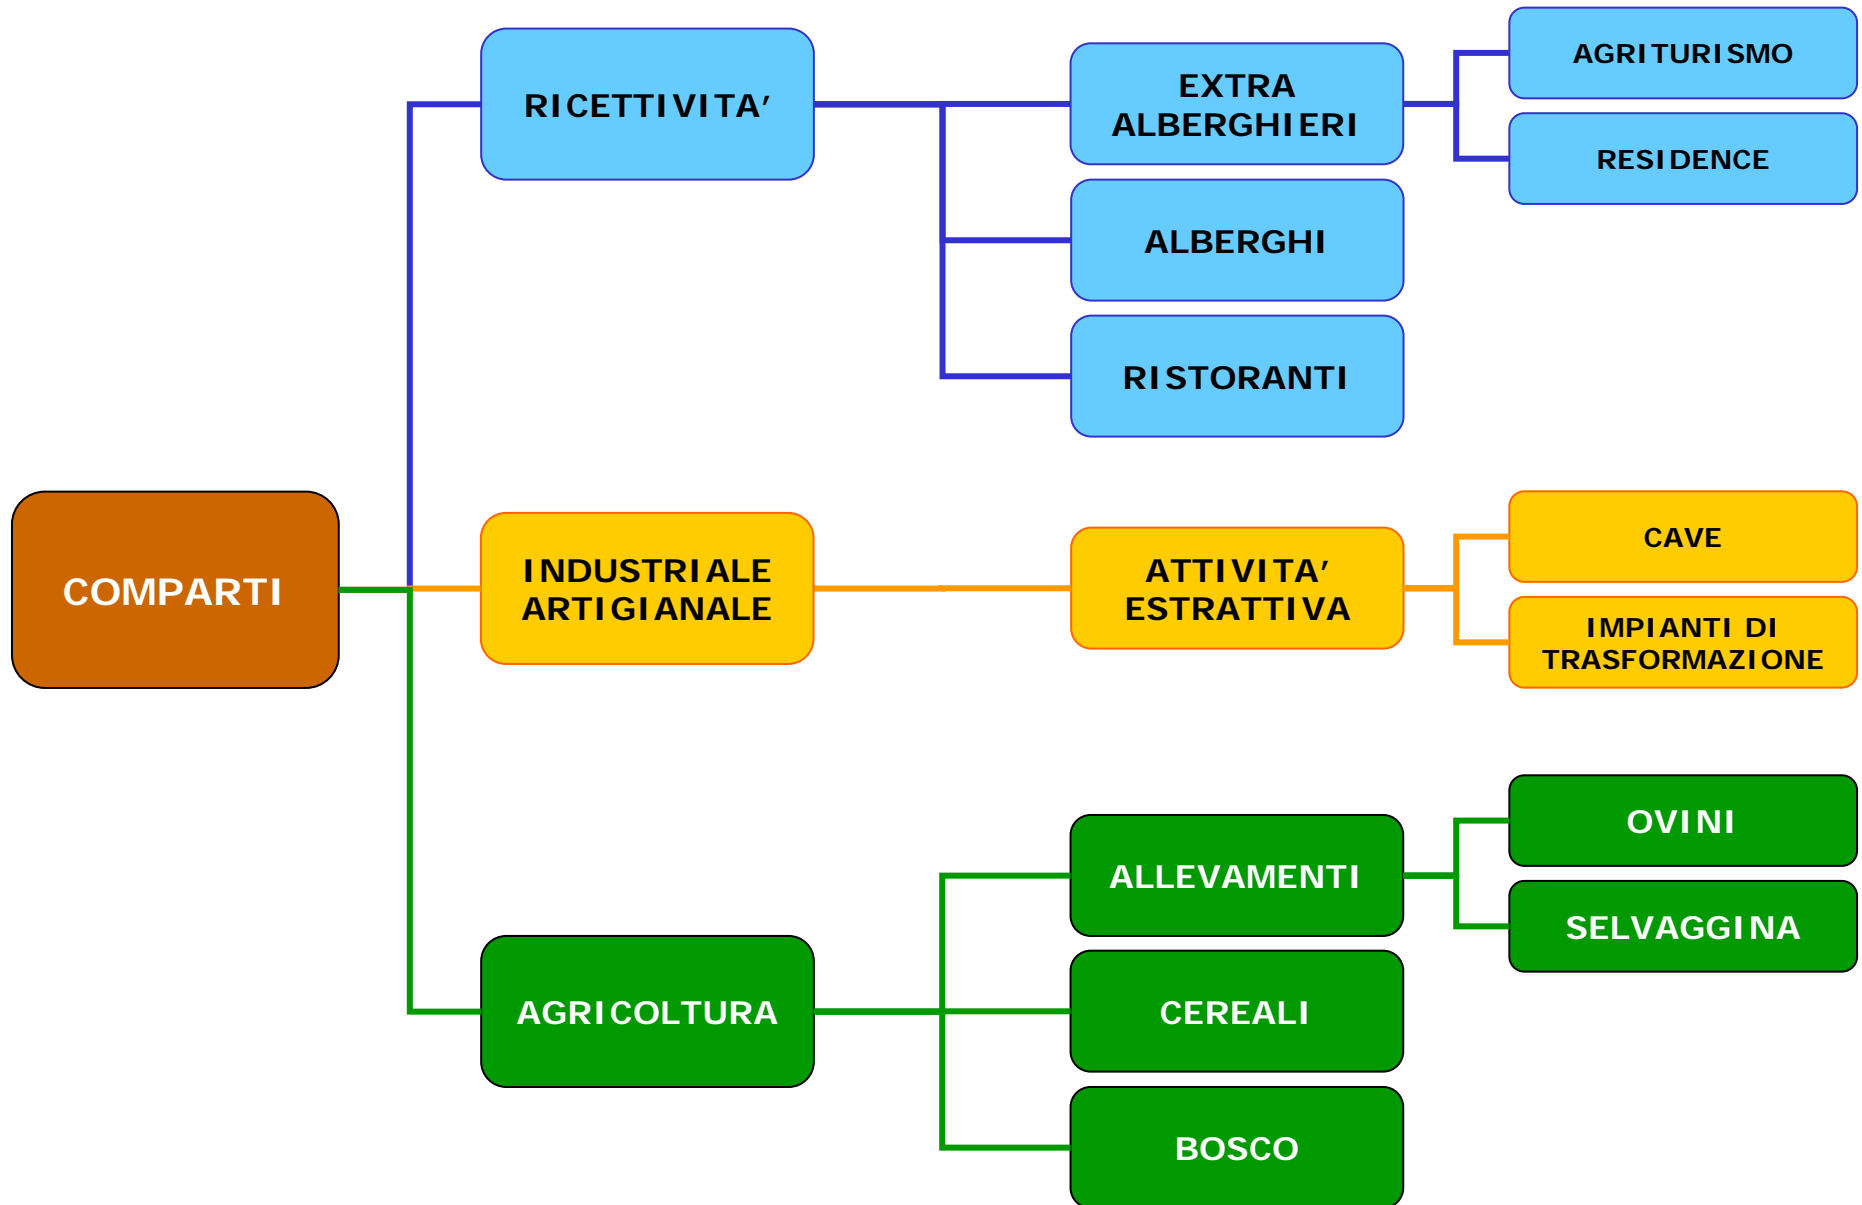 COMPARTI
RICETTIVITA’
EXTRA
ALBERGHIERI
AGRITURISMO
RESIDENCE
ALBERGHI
RISTORANTI
INDUSTRIALE
ARTIGIANALE
ATTIVITA’
ESTRATTIVA
CAVE
IMPIANTI DI
TRASFORMAZIONE
AGRICOLTURA
ALLEVAMENTI
OVINI
SELVAGGINA
CEREALI
BOSCO